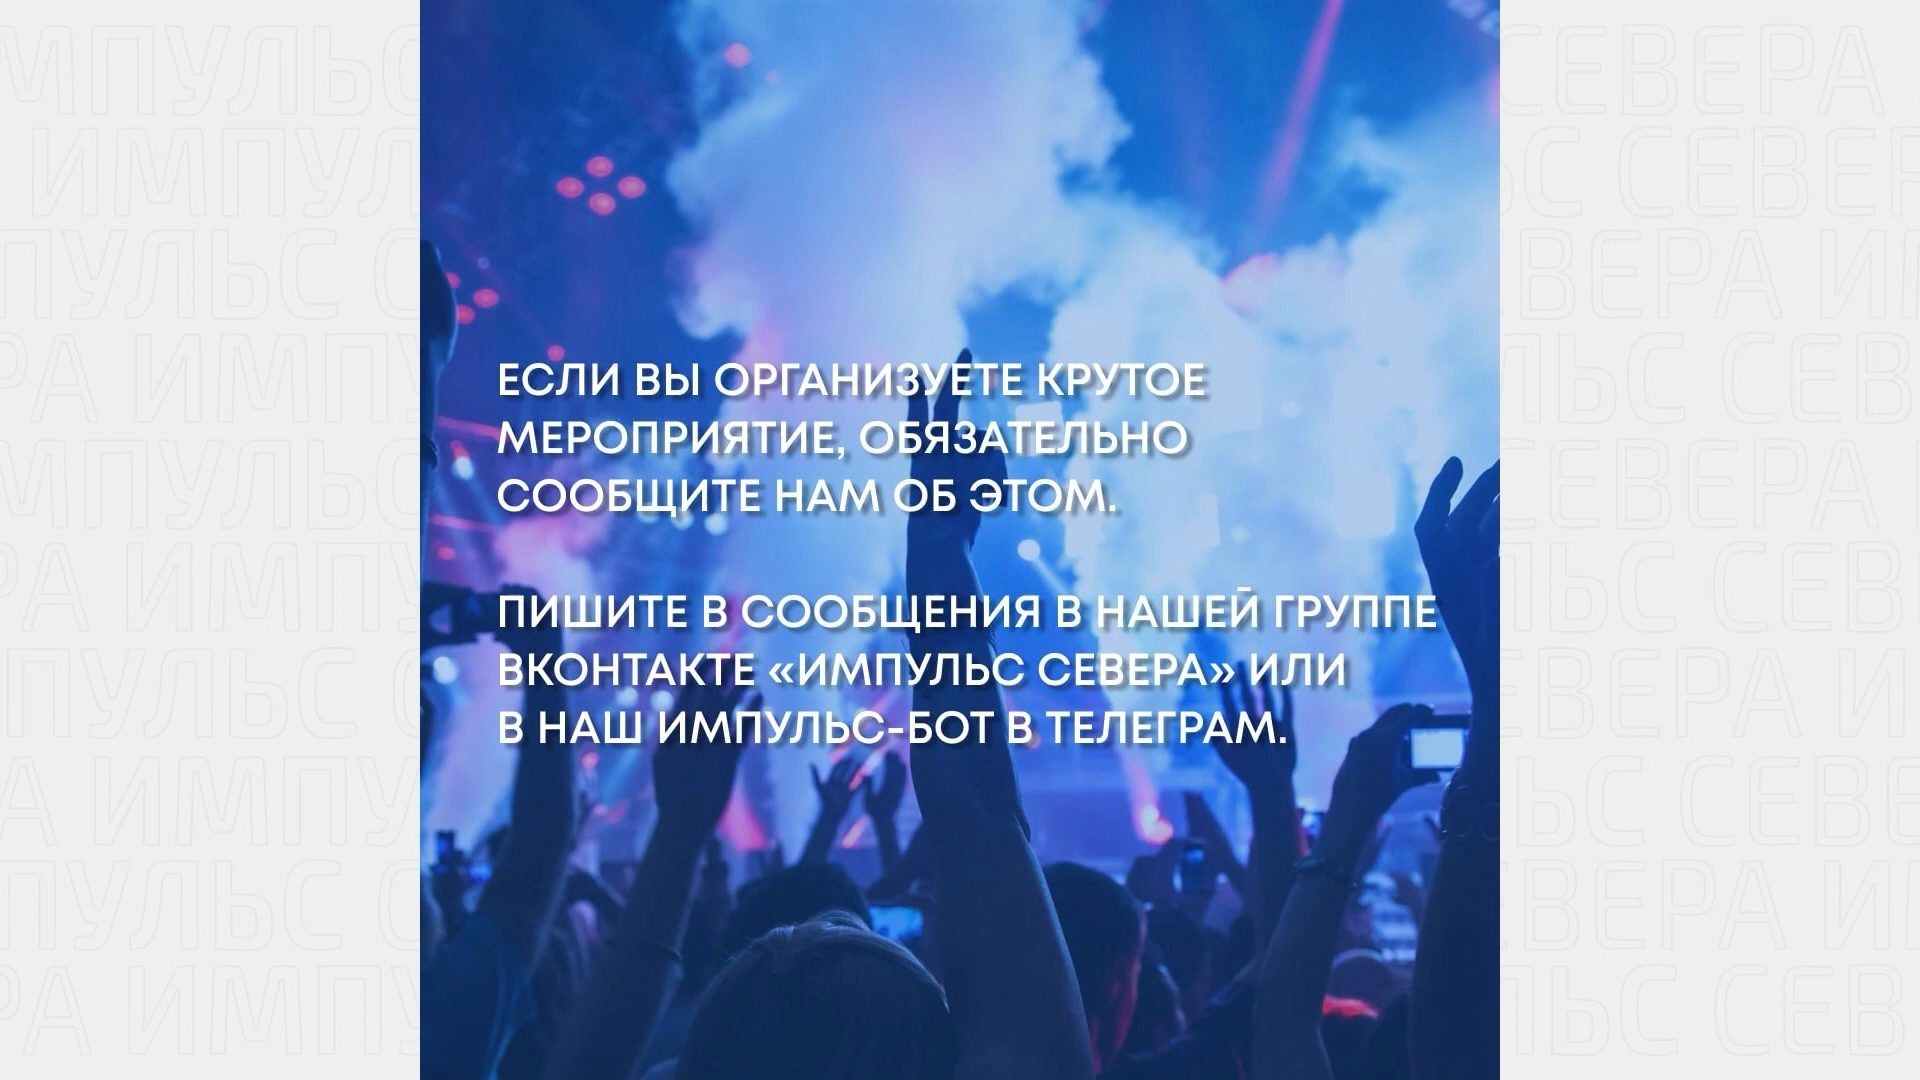 ЕСЛИ ВЫ ОРГАНИЗУЕТЕ КРУТОЕ
МЕРОПРИЯТИЕ, ОБЯЗАТЕЛЬНО
СООБЩИТЕ НАМ ОБ ЭТОМ.
ПИШИТЕ В СООБЩЕНИЯ В НАШЕЙ ГРУППЕ
ВКОНТАКТЕ «ИМПУЛЬС СЕВЕРА» ИЛИ
В НАШ ИМПУЛЬС-БОТ В ТЕЛЕГРАМ.